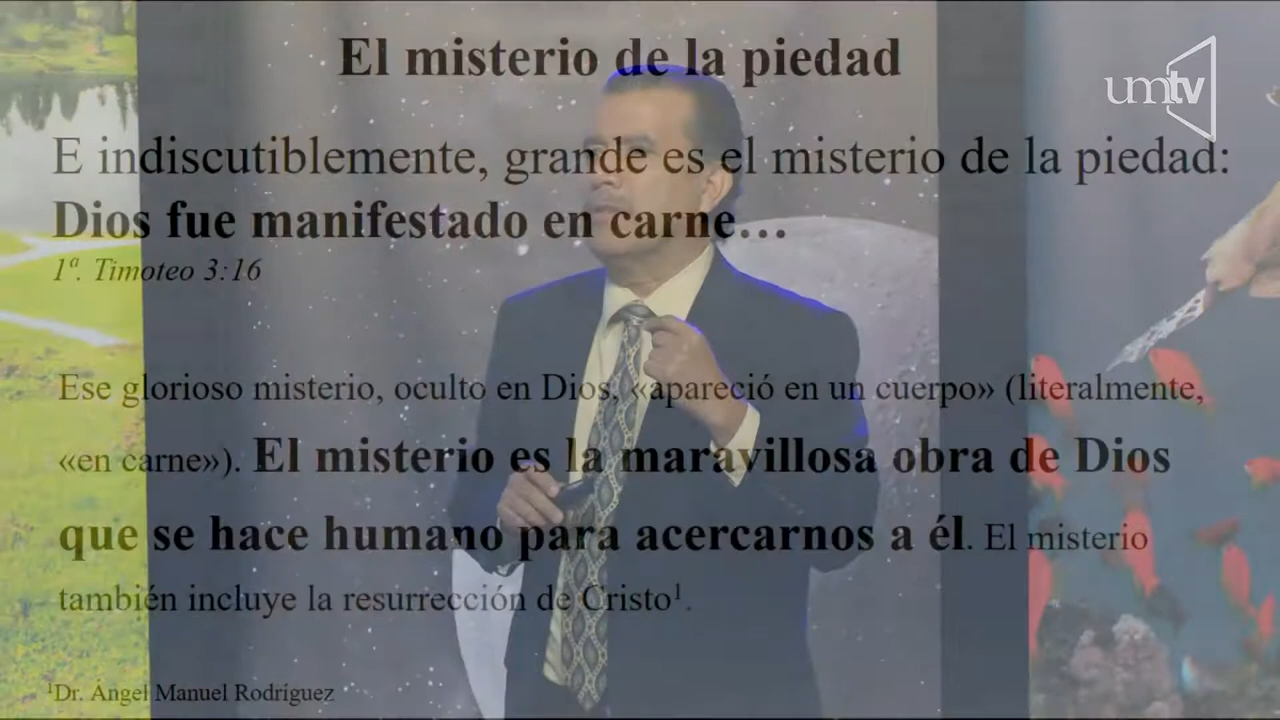 El misterio de la piedad
umtv
E indiscutiblemente, grande es el misterio de la piedad:
Dios fue manifestado en carne…
1ª. Timoteo 3:16
Ese glorioso misterio, oculto en Dios, «apareció en un cuerpo» (literalmente,
«en carne»). El misterio es la maravillosa obra de Dios
que se hace humano para acercarnos a él. El misterio
también incluye la resurrección de Cristo¹.
¹Dr. Ángel Manuel Rodríguez